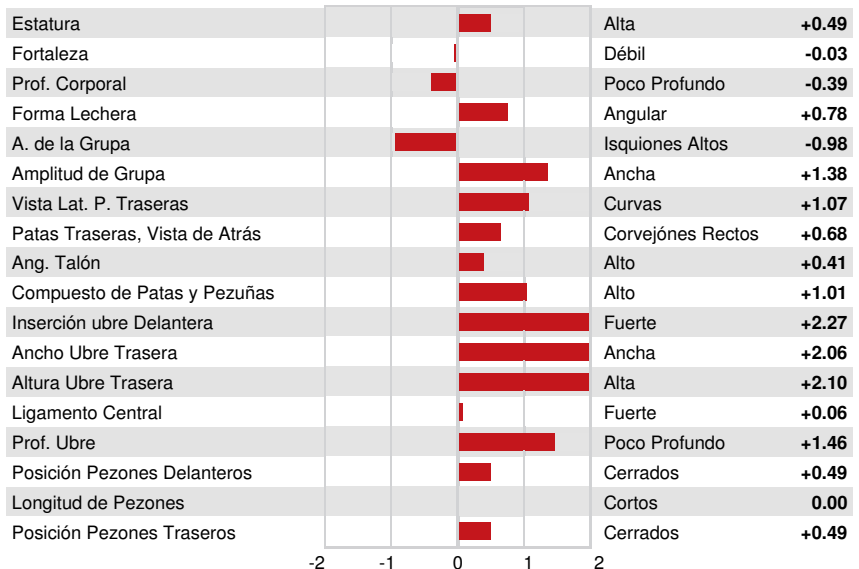 Estatura Alta +0.49
Fortaleza Débil -0.03
Prof. Corporal Poco Profundo -0.39
Forma Lechera Angular +0.78
A. de la Grupa Isquiones Altos -0.98
Amplitud de Grupa Ancha +1.38
Vista Lat. P. Traseras Curvas +1.07
Patas Traseras, Vista de Atrás Corvejónes Rectos +0.68
Ang. Talón Alto +0.41
Compuesto de Patas y Pezuñas Alto +1.01
Inserción ubre Delantera Fuerte +2.27
Ancho Ubre Trasera Ancha +2.06
Altura Ubre Trasera Alta +2.10
Ligamento Central Fuerte +0.06
Prof. Ubre Poco Profundo +1.46
Posición Pezones Delanteros Cerrados +0.49
Longitud de Pezones Cortos 0.00
Posición Pezones Traseros Cerrados +0.49
-2 -1 0 1 2